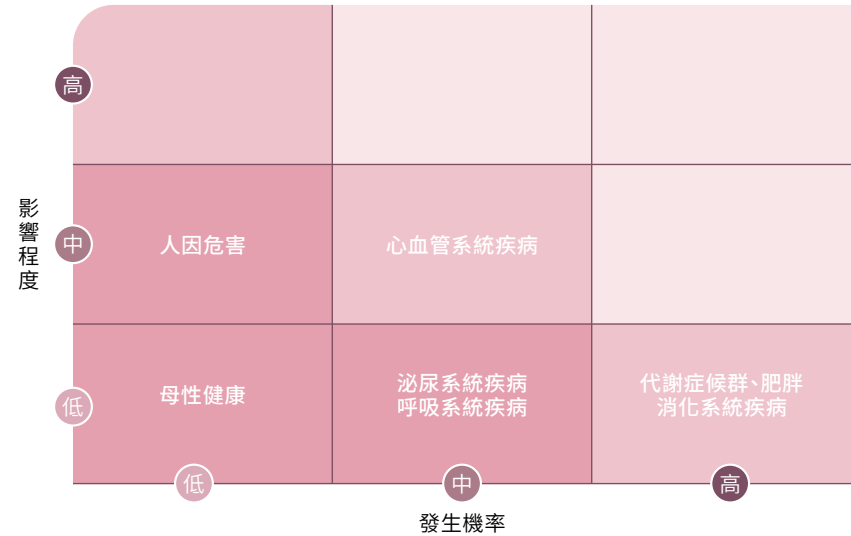 高
影響程度
中
人因危害
心血管系統疾病
低
母性健康
泌尿系統疾病
呼吸系統疾病
代謝症候群、肥胖
消化系統疾病
低
中
高
發生機率